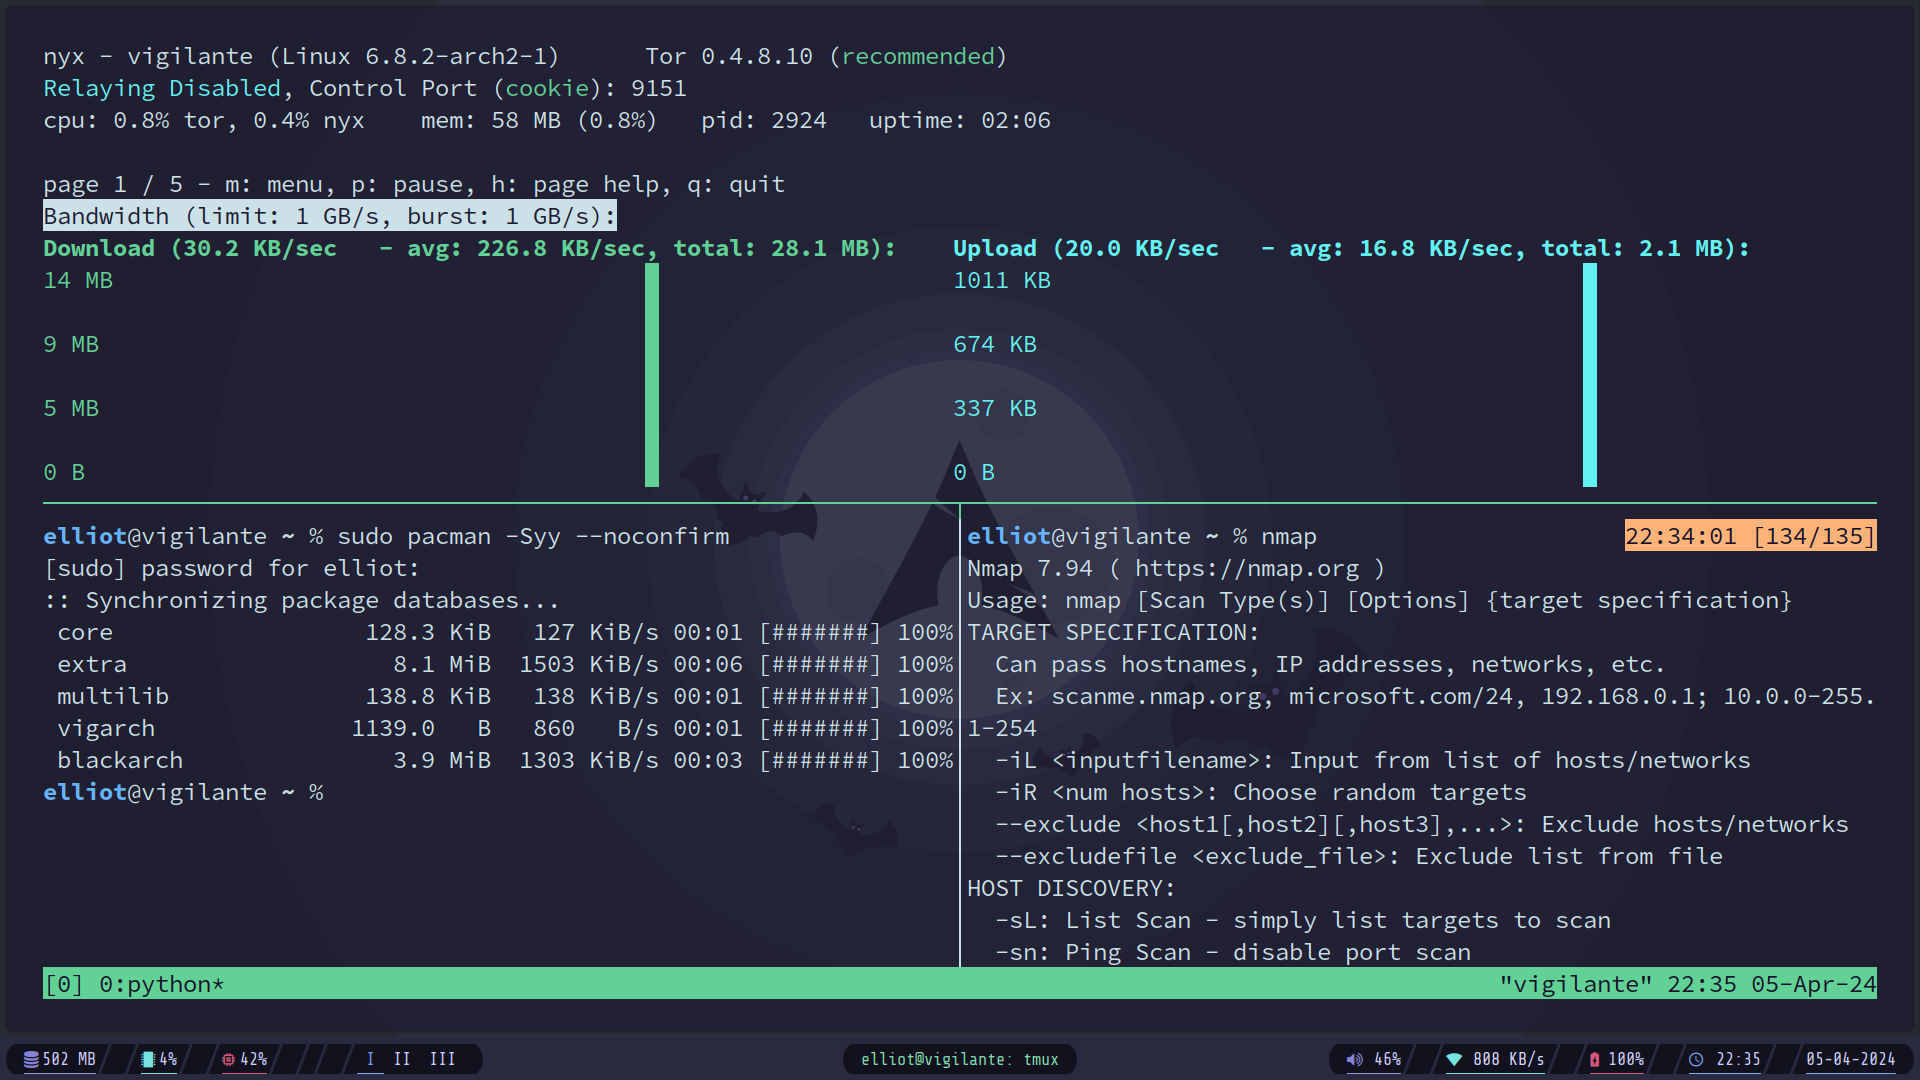 nyx - vigilante (Linux 6.8.2-arch2-1)      Tor 0.4.8.10 (recommended)
Relaying Disabled, Control Port (cookie): 9151
cpu: 0.8% tor, 0.4% nyx    mem: 58 MB (0.8%)   pid: 2924   uptime: 02:06
page 1 / 5 - m: menu, p: pause, h: page help, q: quit
Bandwidth (limit: 1 GB/s, burst: 1 GB/s):
Download (30.2 KB/sec   - avg: 226.8 KB/sec, total: 28.1 MB):
14 MB
9 MB
5 MB
0 B
Upload (20.0 KB/sec   - avg: 16.8 KB/sec, total: 2.1 MB):
1011 KB
674 KB
337 KB
0 B
elliot@vigilante ~ % sudo pacman -Syy --noconfirm
[sudo] password for elliot:
:: Synchronizing package databases...
core                  128.3 KiB   127 KiB/s 00:01 [#######] 100%
extra                   8.1 MiB  1503 KiB/s 00:06 [#######] 100%
multilib              138.8 KiB   138 KiB/s 00:01 [#######] 100%
vigarch              1139.0   B   860   B/s 00:01 [#######] 100%
blackarch               3.9 MiB  1303 KiB/s 00:03 [#######] 100%
elliot@vigilante ~ %
elliot@vigilante ~ % nmap
22:34:01 [134/135]
Nmap 7.94 ( https://nmap.org )
Usage: nmap [Scan Type(s)] [Options] {target specification}
TARGET SPECIFICATION:
Can pass hostnames, IP addresses, networks, etc.
Ex: scanme.nmap.org, microsoft.com/24, 192.168.0.1; 10.0.0-255.
1-254
-iL <inputfilename>: Input from list of hosts/networks
-iR <num hosts>: Choose random targets
--exclude <host1[,host2][,host3],...>: Exclude hosts/networks
--excludefile <exclude_file>: Exclude list from file
HOST DISCOVERY:
-sL: List Scan - simply list targets to scan
-sn: Ping Scan - disable port scan
[0] 0:python*
"vigilante" 22:35 05-Apr-24
502 MB 4% 42% I II III
elliot@vigilante: tmux
46% 808 KB/s 100% 22:35 05-04-2024